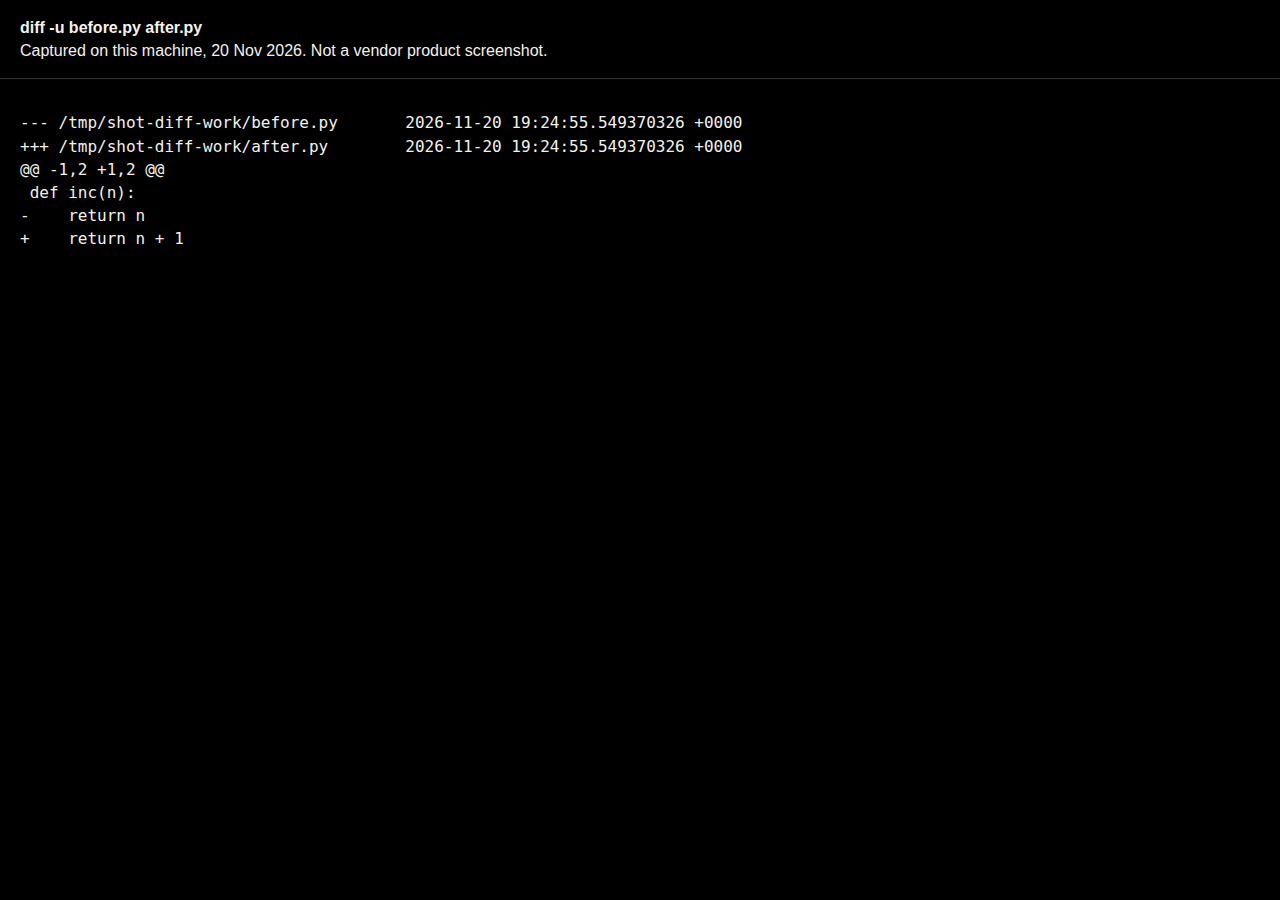 diff -u before.py after.py
Captured on this machine, 20 Nov 2026. Not a vendor product screenshot.
--- /tmp/shot-diff-work/before.py	2026-11-20 19:24:55.549370326 +0000
+++ /tmp/shot-diff-work/after.py	2026-11-20 19:24:55.549370326 +0000
@@ -1,2 +1,2 @@
 def inc(n):
-    return n
+    return n + 1